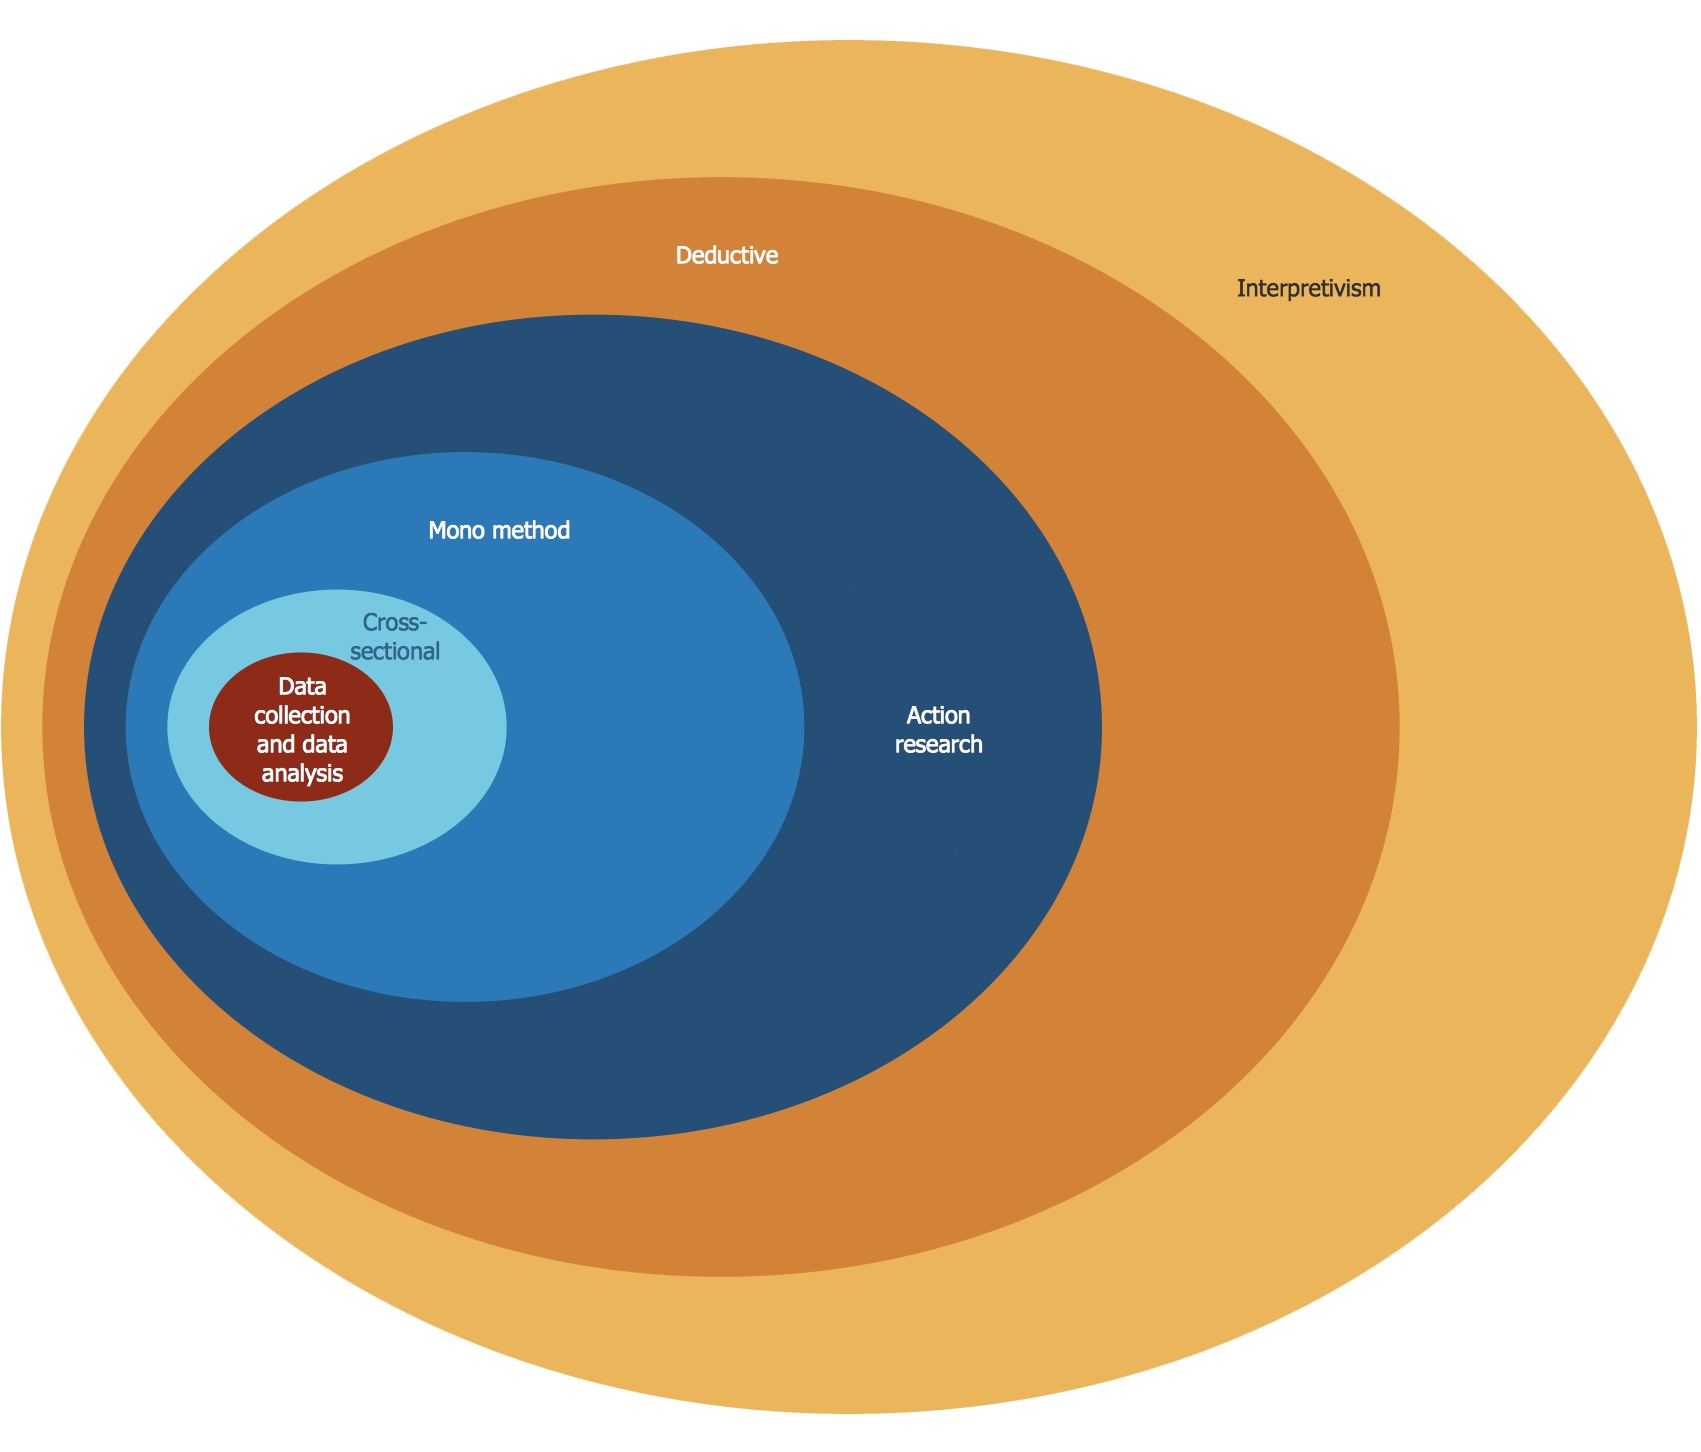 Deductive
Interpretivism
Mono method
Cross-
sectional
Data
collection
and data
analysis
Action
research